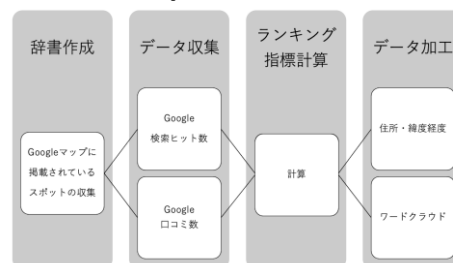 辞書作成
Googleマップに
掲載されている
スポットの収集
データ収集
Google
検索ヒット数
Google
口コミ数
ランキング
指標計算
計算
データ加工
住所・緯度経度
ワードクラウド